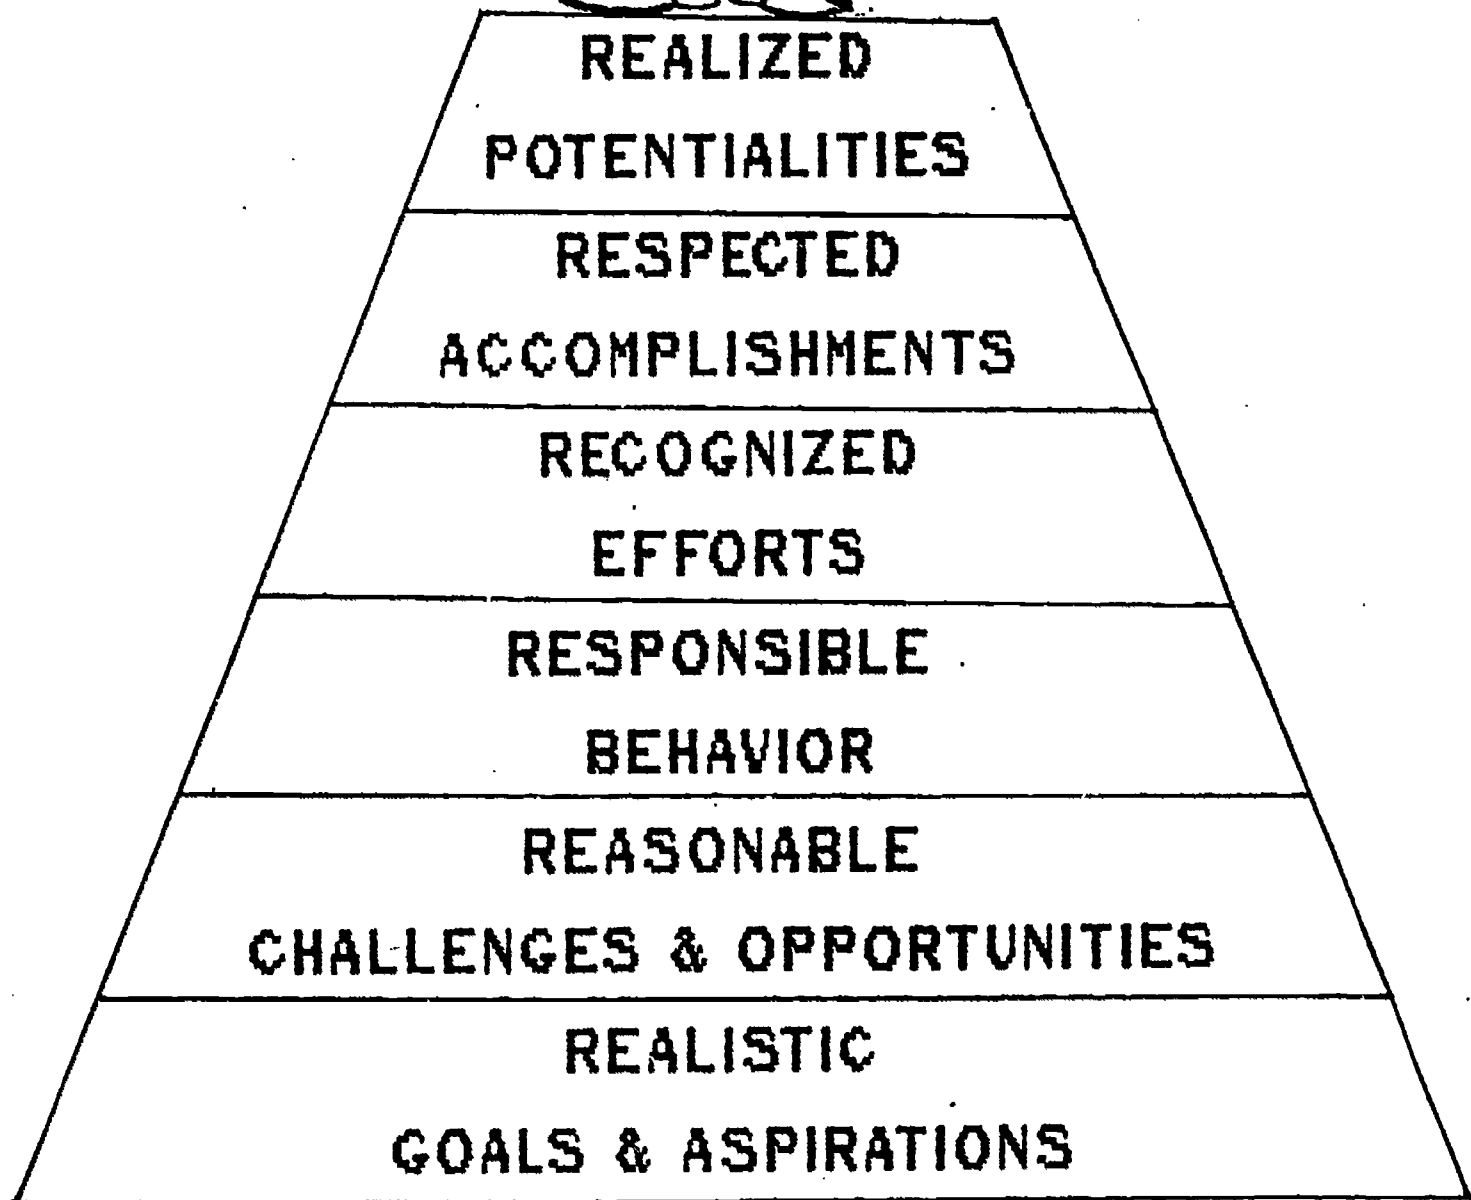 REALIZED
POTENTIALITIES
RESPECTED
ACCOMPLISHMENTS
RECOGNIZED
EFFORTS
RESPONSIBLE
BEHAVIOR
REASONABLE
CHALLENGES & OPPORTUNITIES
REALISTIC
GOALS & ASPIRATIONS